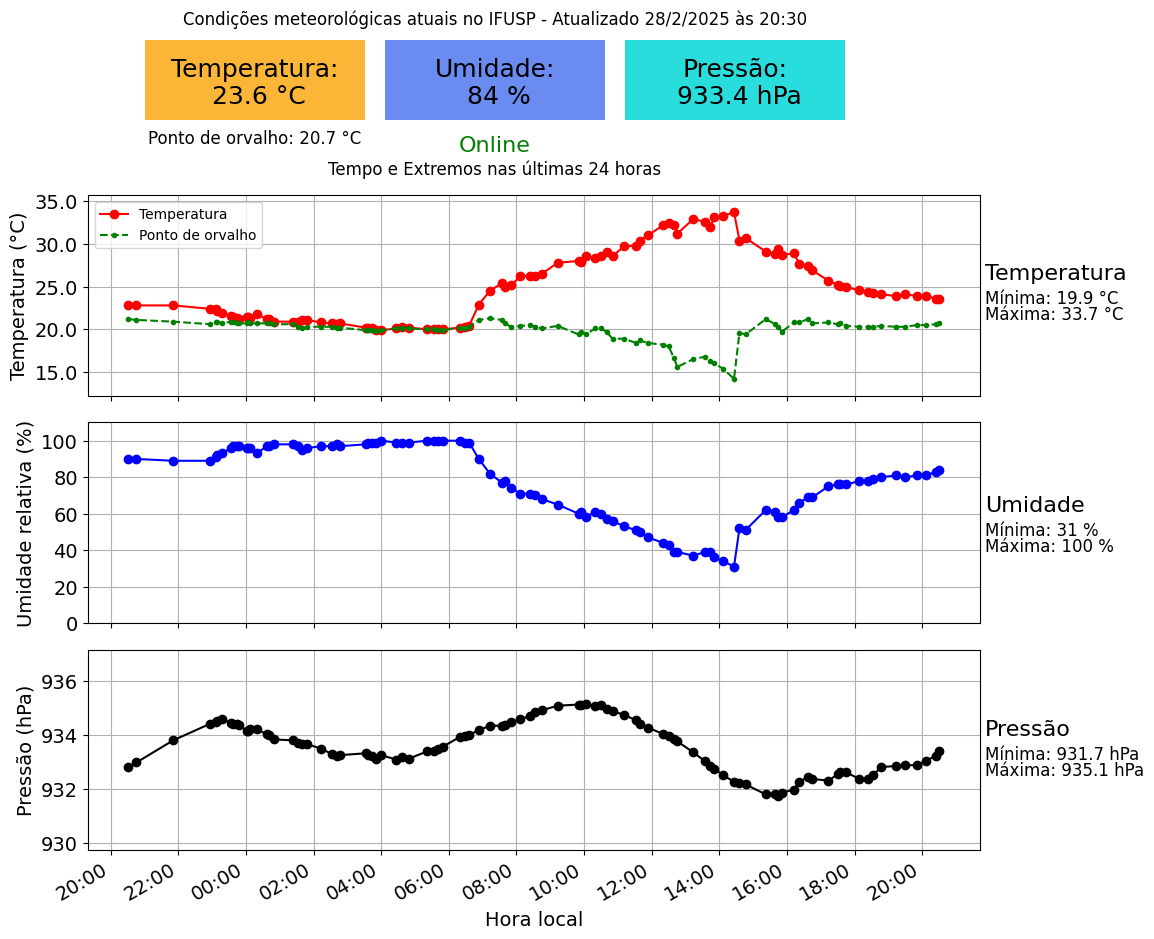 Condições meteorológicas atuais no IFUSP - Atualizado 28/2/2025 às 20:30
Temperatura:
23.6 °C
Umidade:
84 %
Pressão:
933.4 hPa
Ponto de orvalho: 20.7 °C
Online
Tempo e Extremos nas últimas 24 horas
Temperatura (°C)
35.0
30.0
25.0
20.0
15.0
Temperatura
Ponto de orvalho
Temperatura
Mínima: 19.9 °C
Máxima: 33.7 °C
Umidade relativa (%)
100
80
60
40
20
0
Umidade
Mínima: 31 %
Máxima: 100 %
Pressão (hPa)
936
934
932
930
Pressão
Mínima: 931.7 hPa
Máxima: 935.1 hPa
20:00 22:00 00:00 02:00 04:00 06:00 08:00 10:00 12:00 14:00 16:00 18:00 20:00
Hora local